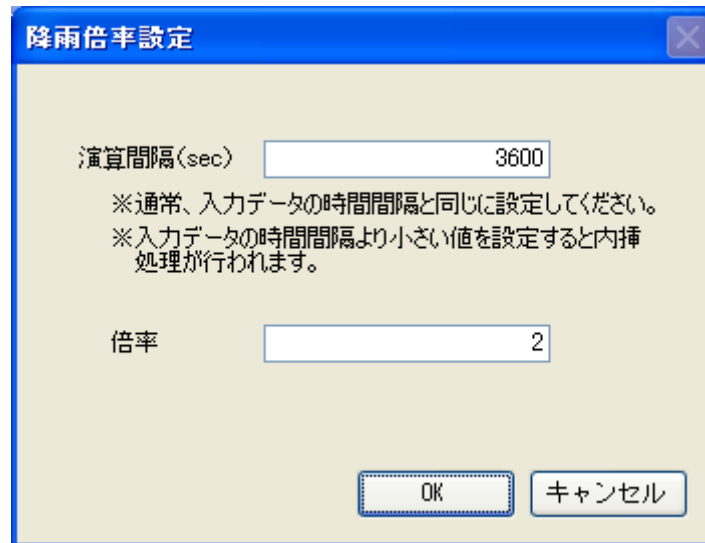 降雨倍率設定
演算間隔(sec) 3600
※通常、入力データの時間間隔と同じに設定してください。
※入力データの時間間隔より小さい値を設定すると内挿
処理が行われます。
倍率 2
OK キャンセル